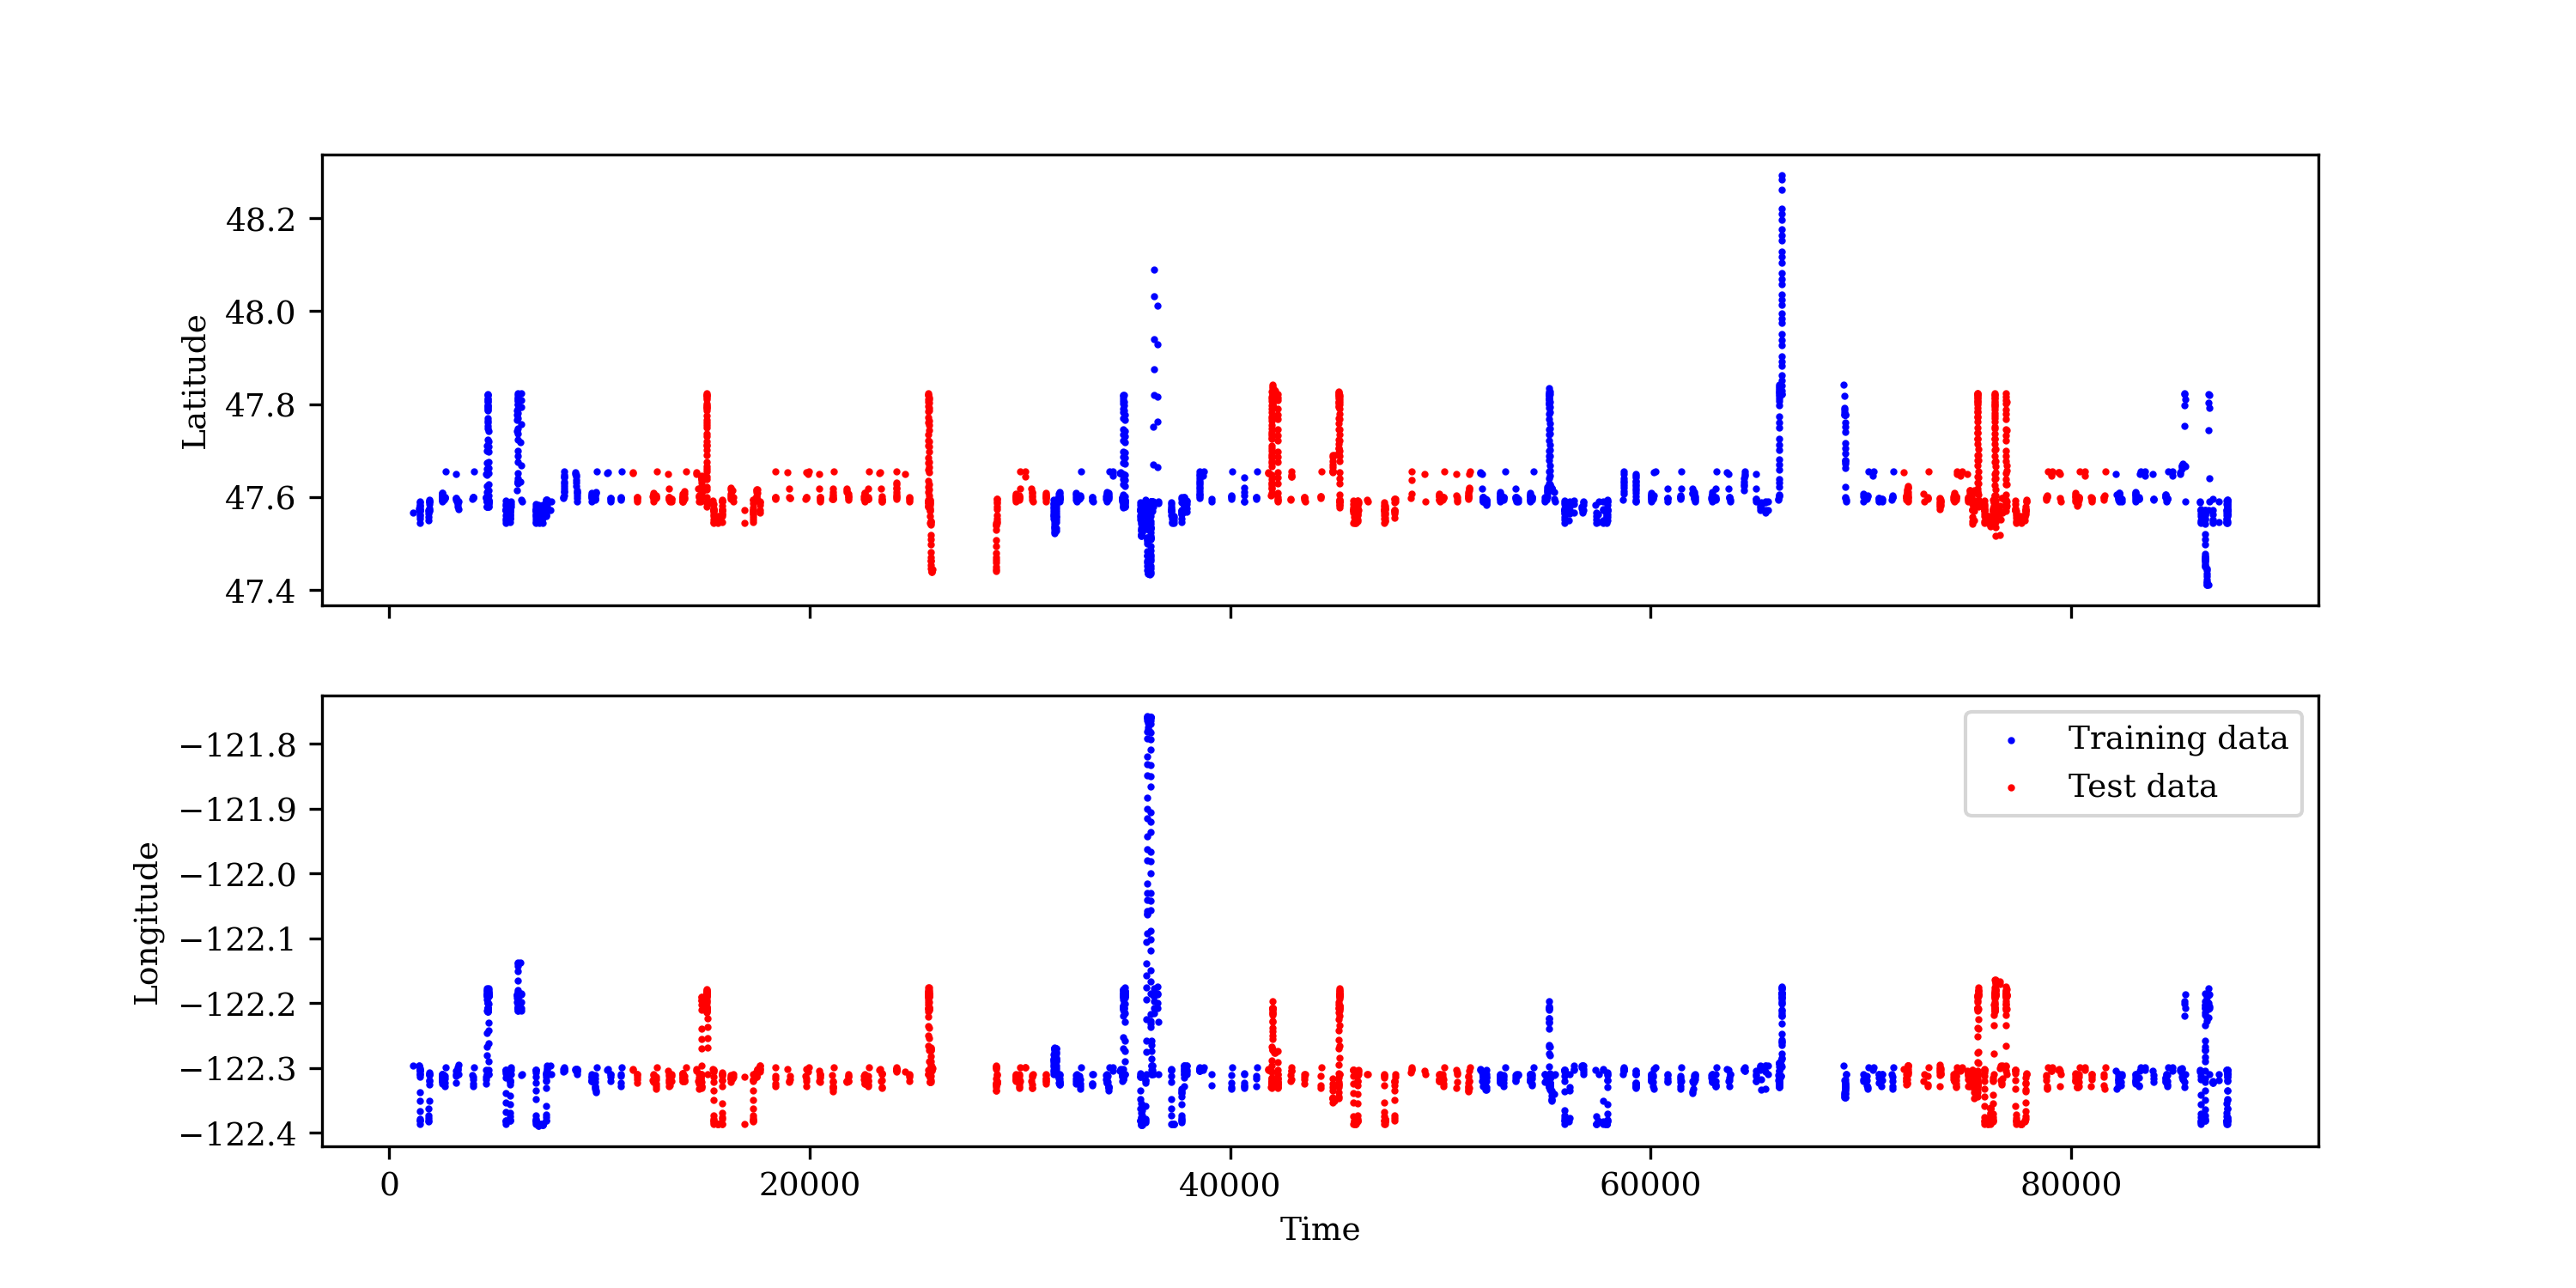 Latitude
48.2
48.0
47.8
47.6
47.4
Longitude
−121.8
−121.9
−122.0
−122.1
−122.2
−122.3
−122.4
Training data
Test data
0 20000 40000 60000 80000
Time